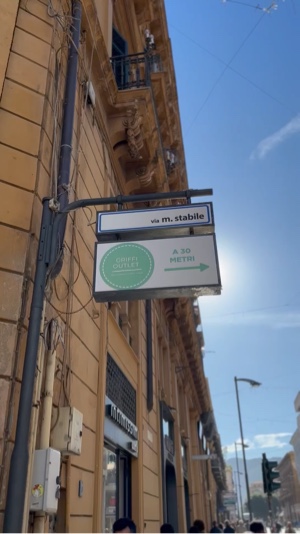 via m. stabile
GRIFFI
OUTLET
A 30
METRI